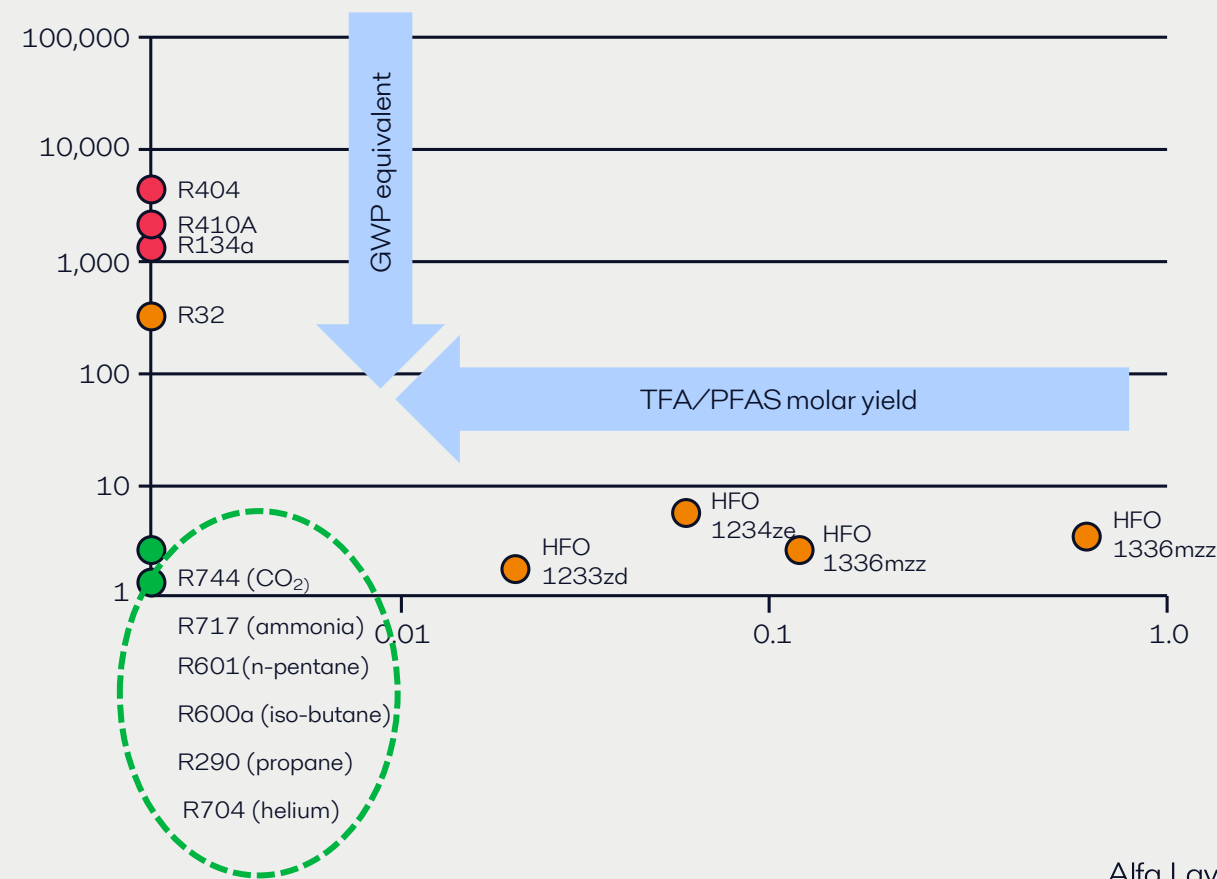 100,000
GWP equivalent
10,000
R404
R410A
R134a
1,000
R32
100
TFA/PFAS molar yield
10
HFO
1234ze
HFO
1336mzz
HFO
1336mzz
HFO
1233zd
1
R744 (CO₂)
0.01
0.1
1.0
R717 (ammonia)
R601(n-pentane)
R600a (iso-butane)
R290 (propane)
R704 (helium)
Alfa Lav